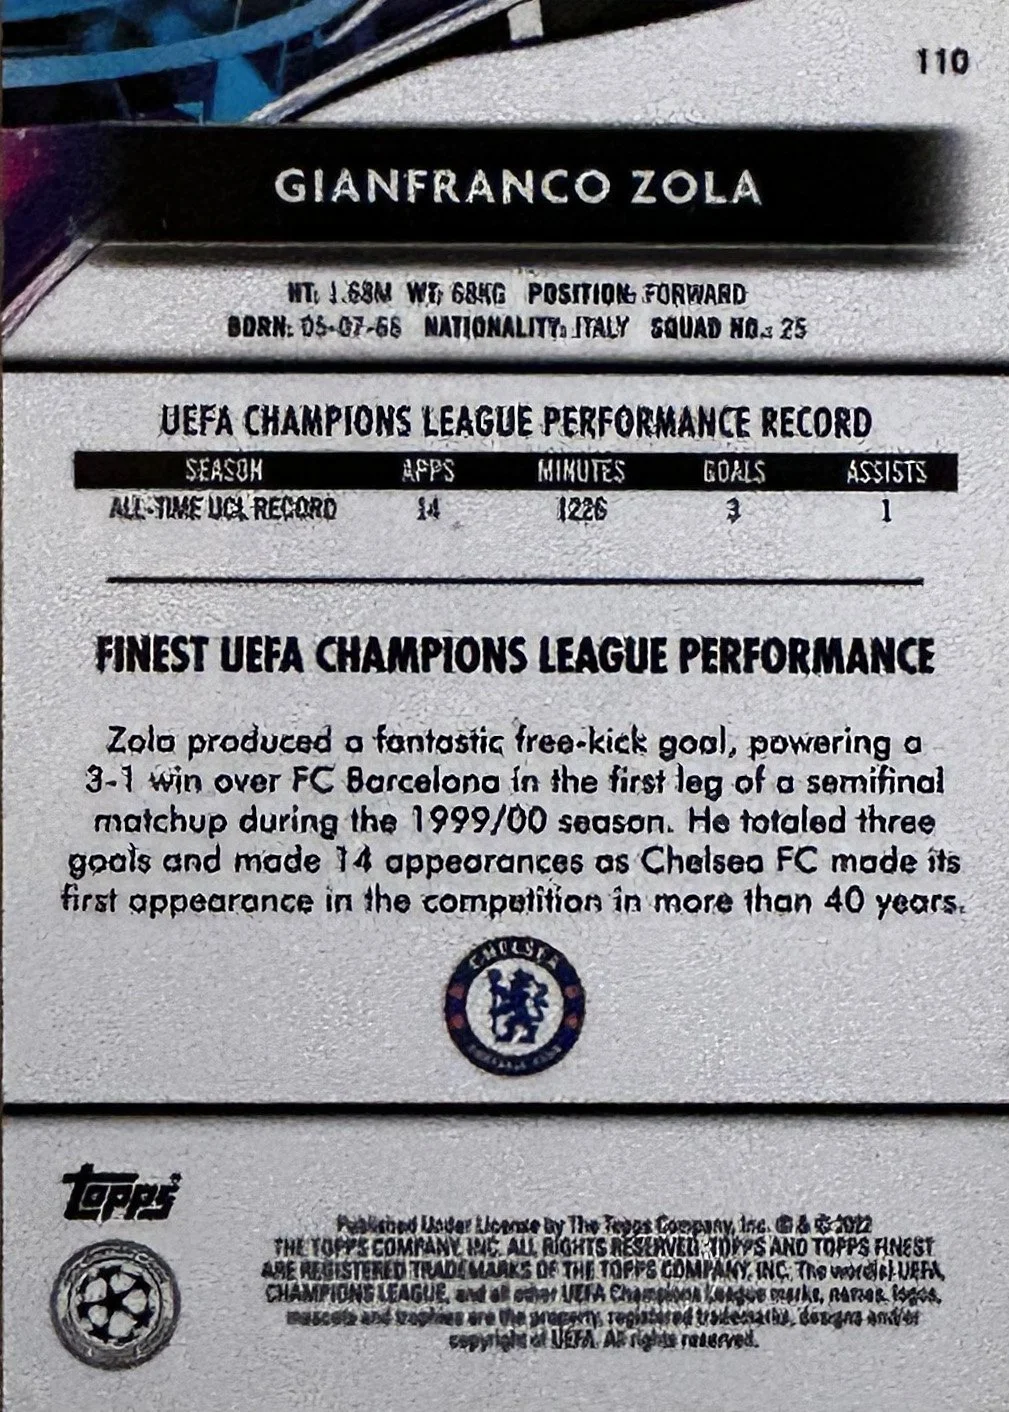 110
GIANFRANCO ZOLA
HT: 1.68M WT: 68KG POSITION: FORWARD
BORN: 05-07-66 NATIONALITY: ITALY SQUAD NO.: 25
UEFA CHAMPIONS LEAGUE PERFORMANCE RECORD
SEASON APPS MINUTES GOALS ASSISTS
ALL-TIME UCL RECORD 14 1226 3 1
FINEST UEFA CHAMPIONS LEAGUE PERFORMANCE
Zola produced a fantastic free-kick goal, powering a
3-1 win over FC Barcelona in the first leg of a semifinal
matchup during the 1999/00 season. He totaled three
goals and made 14 appearances as Chelsea FC made its
first appearance in the competition in more than 40 years.
CHELSEA
FOOTBALL CLUB
Topps
Published Under License by The Topps Company, Inc. ® & © 2022
THE TOPPS COMPANY, INC. ALL RIGHTS RESERVED. TOPPS AND TOPPS FINEST
ARE REGISTERED TRADEMARKS OF THE TOPPS COMPANY, INC. The word(s) UEFA,
CHAMPIONS LEAGUE, and all other UEFA Champions League marks, names, logos,
mascots and trophies are the property, registered trademarks, designs and/or
copyright of UEFA. All rights reserved.